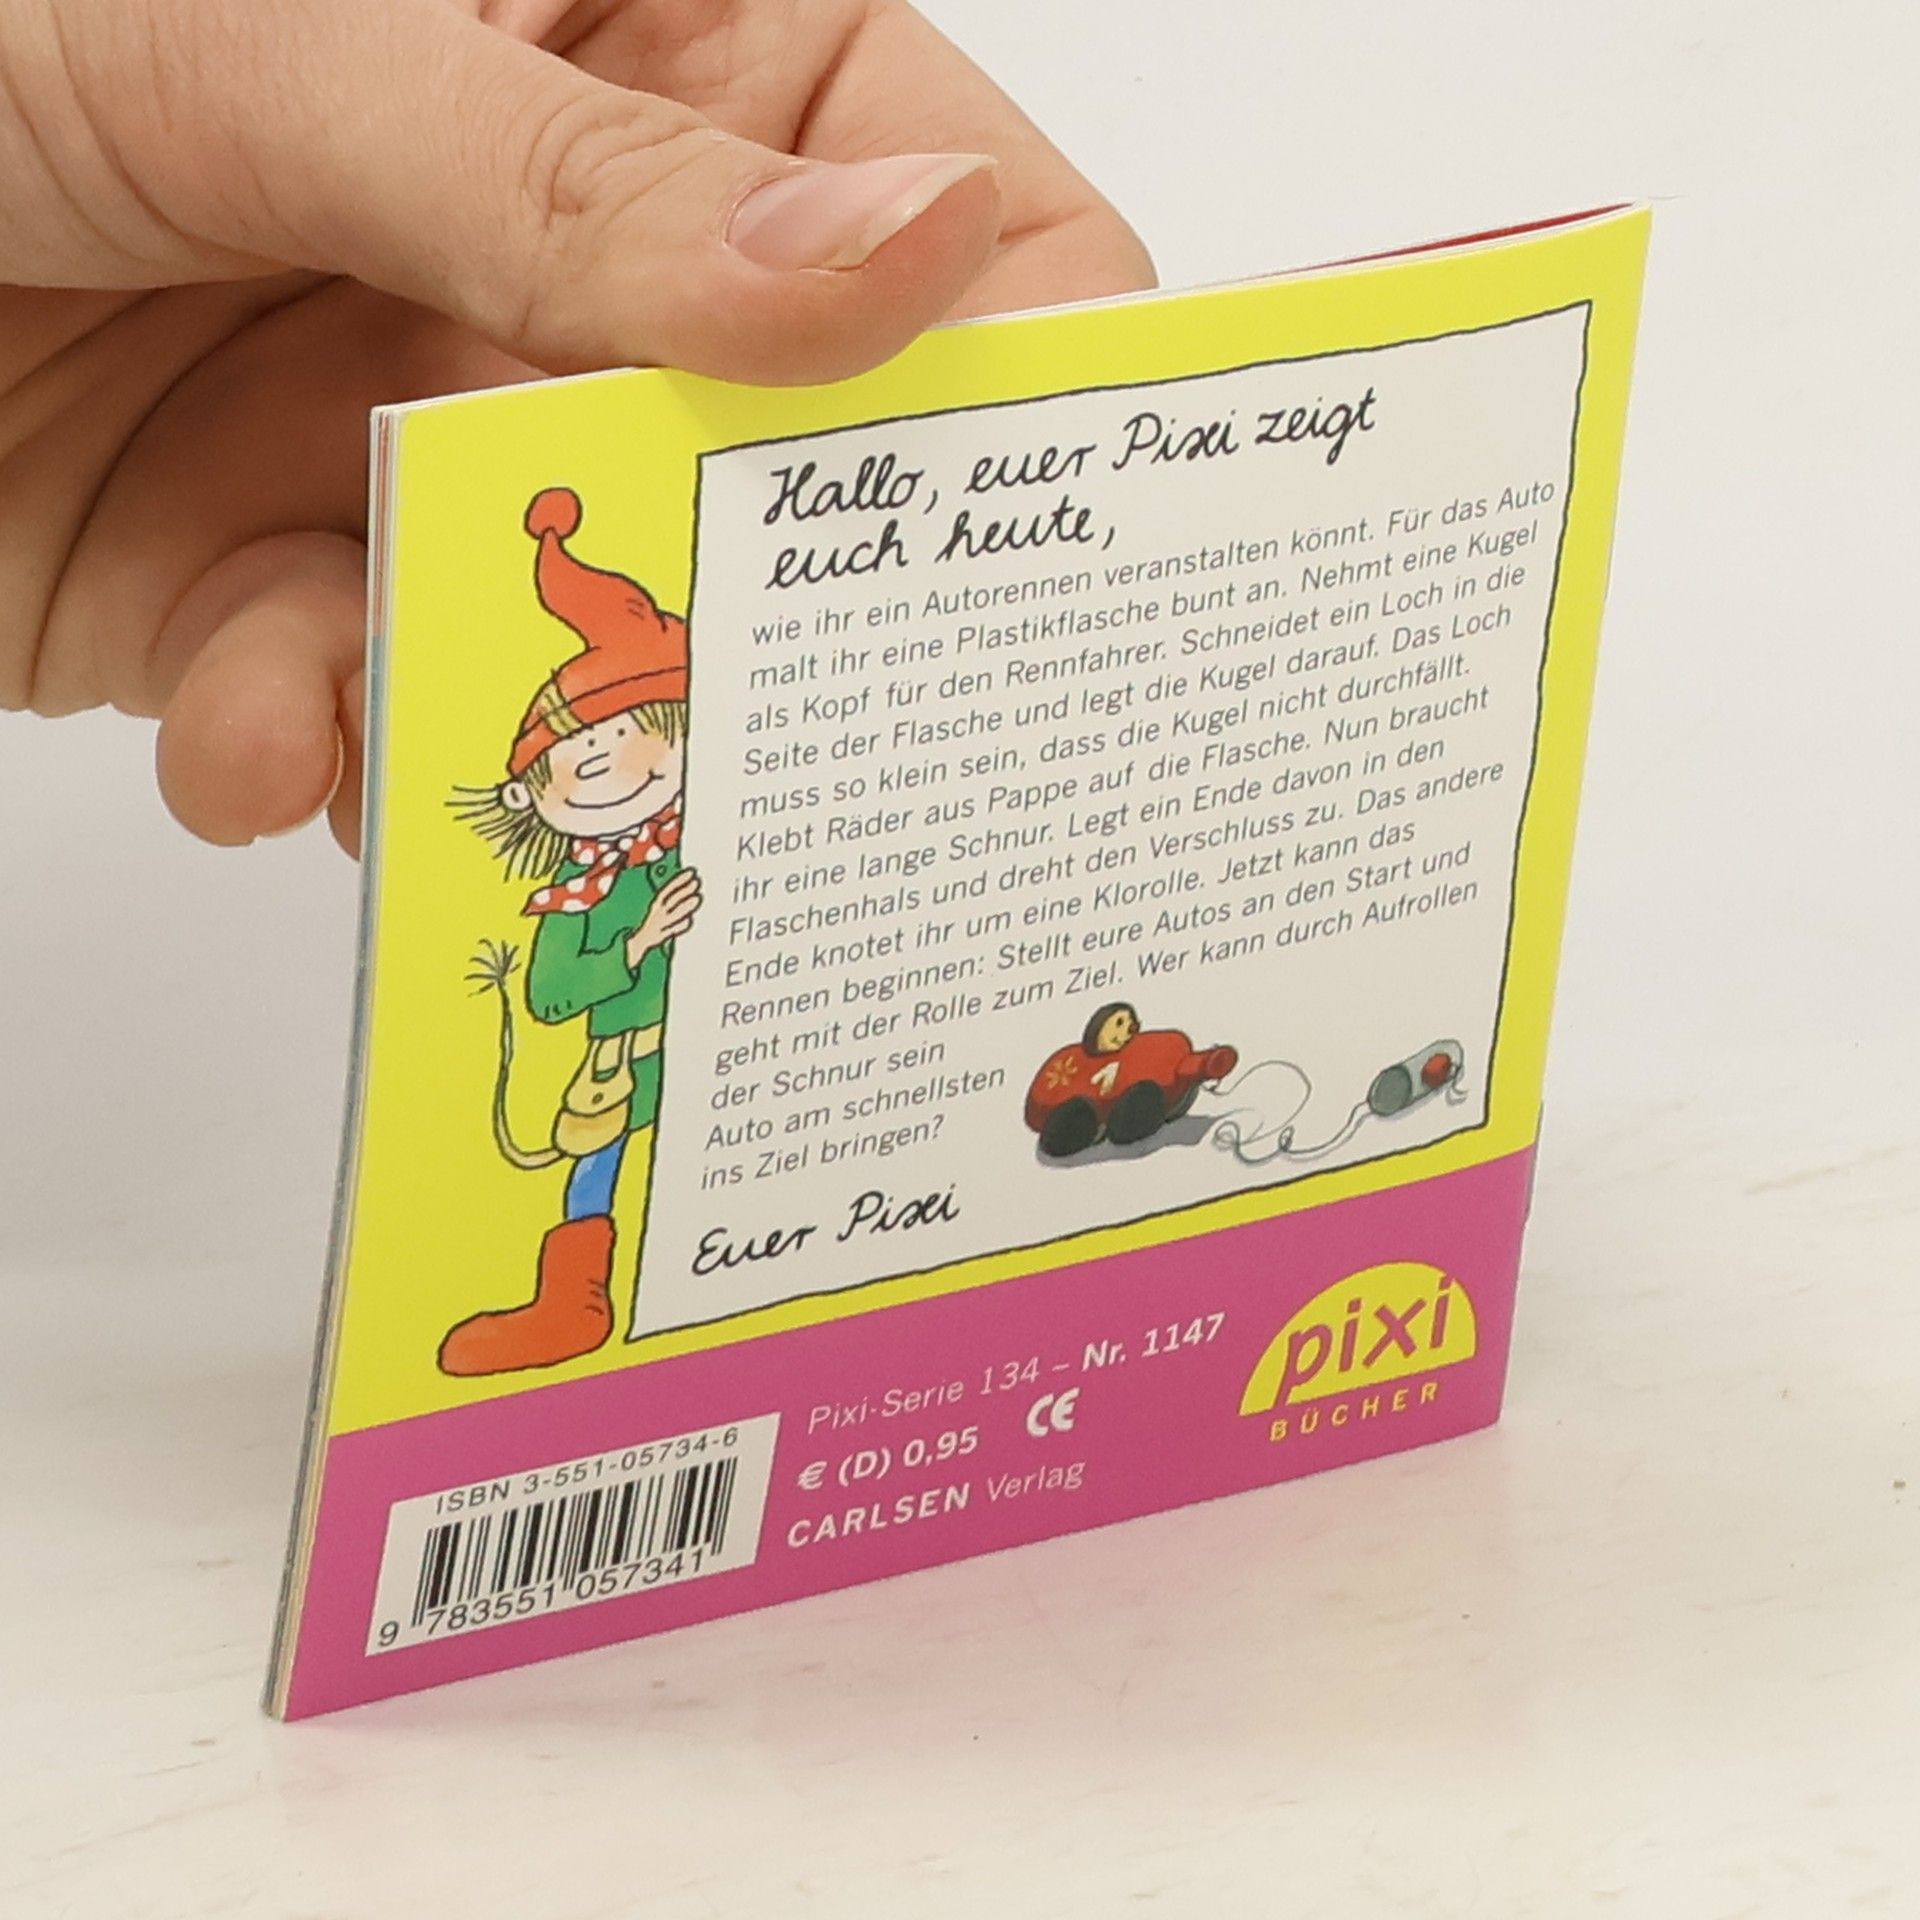 Hallo, euer Pixi zeigt
euch heute,
wie ihr ein Autorennen veranstalten könnt. Für das Auto
malt ihr eine Plastikflasche bunt an. Nehmt eine Kugel
als Kopf für den Rennfahrer. Schneidet ein Loch in die
Seite der Flasche und legt die Kugel darauf. Das Loch
muss so klein sein, dass die Kugel nicht durchfällt.
Klebt Räder aus Pappe auf die Flasche. Nun braucht
ihr eine lange Schnur. Legt ein Ende davon in den
Flaschenhals und dreht den Verschluss zu. Das andere
Ende knotet ihr um eine Klorolle. Jetzt kann das
Rennen beginnen: Stellt eure Autos an den Start und
geht mit der Rolle zum Ziel. Wer kann durch Aufrollen
der Schnur sein
Auto am schnellsten
ins Ziel bringen?
1
Euer Pixi
ISBN 3-551-05734-6
9 783551 057341
Pixi-Serie 134 – Nr. 1147
€ (D) 0,95 CE
CARLSEN Verlag
pixi
BÜCHER